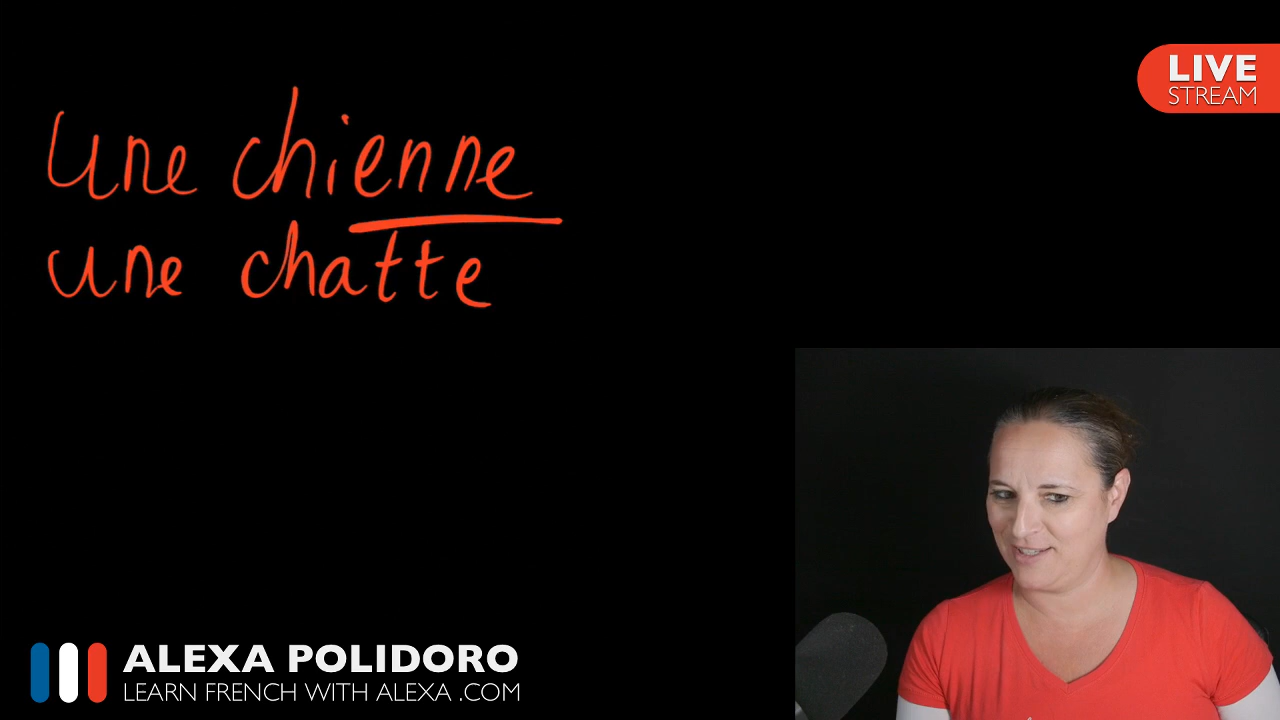 Une chienne
une chatte
LIVE
STREAM
ALEXA POLIDORO
LEARN FRENCH WITH ALEXA .COM